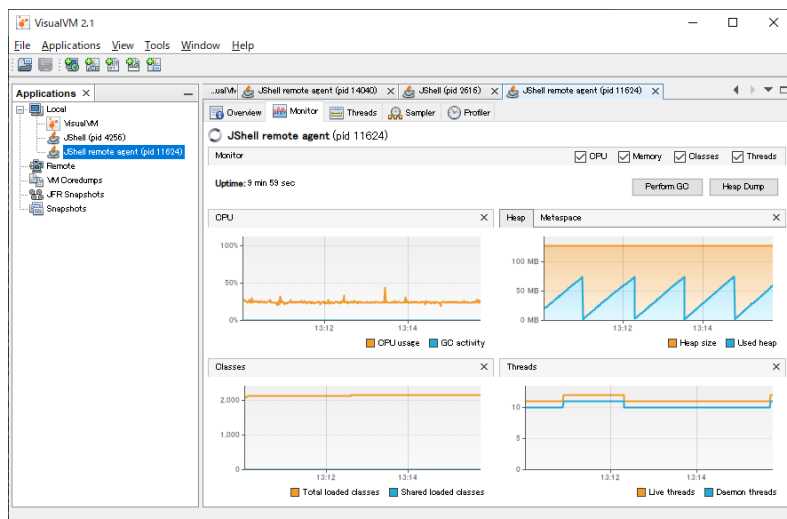 VisualVM 2.1
File Applications View Tools Window Help
Applications
Local
VisualVM
JShell (pid 4256)
JShell remote agent (pid 11624)
Remote
VM Coredumps
JFR Snapshots
Snapshots
...ualVM JShell remote agent (pid 14040) JShell (pid 2616) JShell remote agent (pid 11624)
Overview Monitor Threads Sampler Profiler
JShell remote agent (pid 11624)
Monitor CPU Memory Classes Threads
Uptime: 9 min 59 sec Perform GC Heap Dump
CPU
100%
50%
0%
13:12 13:14
CPU usage GC activity
Heap Metaspace
100 MB
50 MB
0 MB
13:12 13:14
Heap size Used heap
Classes
2,000
1,000
0
13:12 13:14
Total loaded classes Shared loaded classes
Threads
10
5
0
13:12 13:14
Live threads Daemon threads